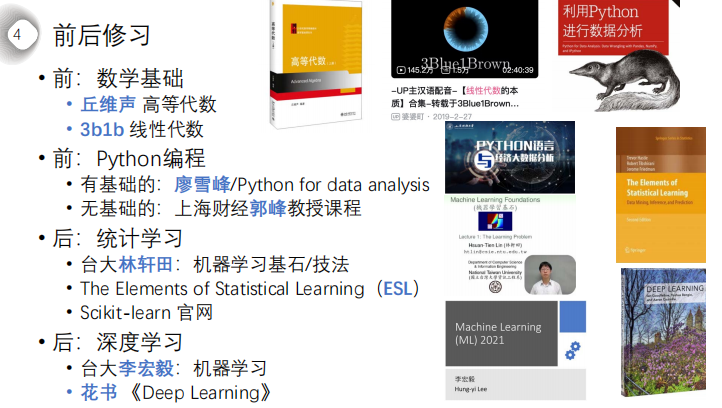 4
前后修习
• 前：数学基础
• 丘维声 高等代数
• 3b1b 线性代数
• 前：Python编程
• 有基础的：廖雪峰/Python for data analysis
• 无基础的：上海财经郭峰教授课程
• 后：统计学习
• 台大林轩田：机器学习基石/技法
• The Elements of Statistical Learning（ESL）
• Scikit-learn 官网
• 后：深度学习
• 台大李宏毅：机器学习
• 花书 《Deep Learning》
高等代数
3Blue1Brown
145.2万 1.5万 02:40:39
-UP主汉语配音-【线性代数的本
质】合集-转载于3Blue1Brown...
UP 婆婆町 · 2019-2-27
利用Python
进行数据分析
PYTHON语言
与经济大数据分析
Machine Learning Foundations
(機器學習基石)
Lecture 1: The Learning Problem
Hsuan-Tien Lin (林軒田)
Department of Computer Science
& Information Engineering
National Taiwan University
(國立台灣大學資訊工程系)
Machine Learning
(ML) 2021
李宏毅
Hung-yi Lee
The Elements of
Statistical Learning
Data Mining, Inference, and Prediction
Springer
DEEP LEARNING